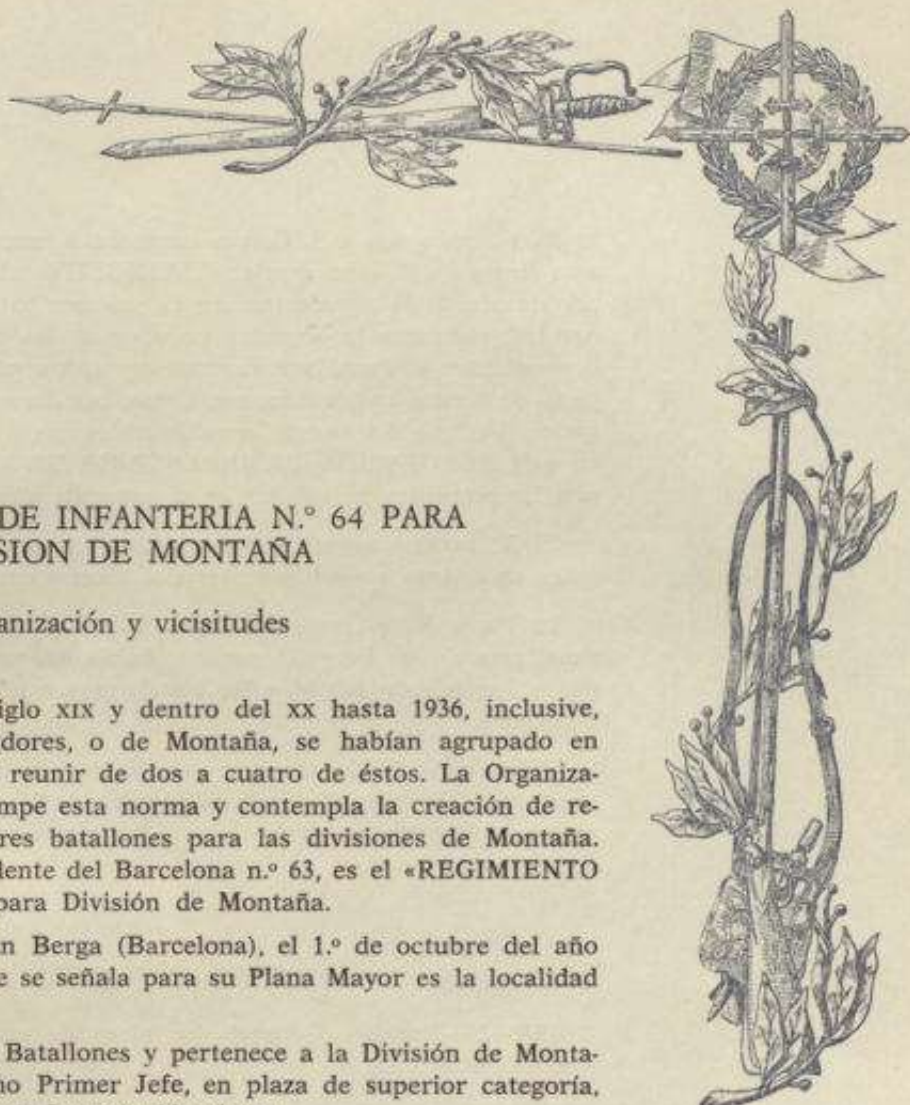 DE INFANTERIA N.º 64 PARA
SION DE MONTAÑA
anización y vicisitudes
iglo XIX y dentro del XX hasta 1936, inclusive,
dores, o de Montaña, se habían agrupado en
reunir de dos a cuatro de éstos. La Organiza-
mpe esta norma y contempla la creación de re-
res batallones para las divisiones de Montaña.
lente del Barcelona n.º 63, es el «REGIMIENTO
para División de Montaña.
n Berga (Barcelona), el 1.º de octubre del año
e se señala para su Plana Mayor es la localidad
Batallones y pertenece a la División de Monta-
no Primer Jefe, en plaza de superior categoría,